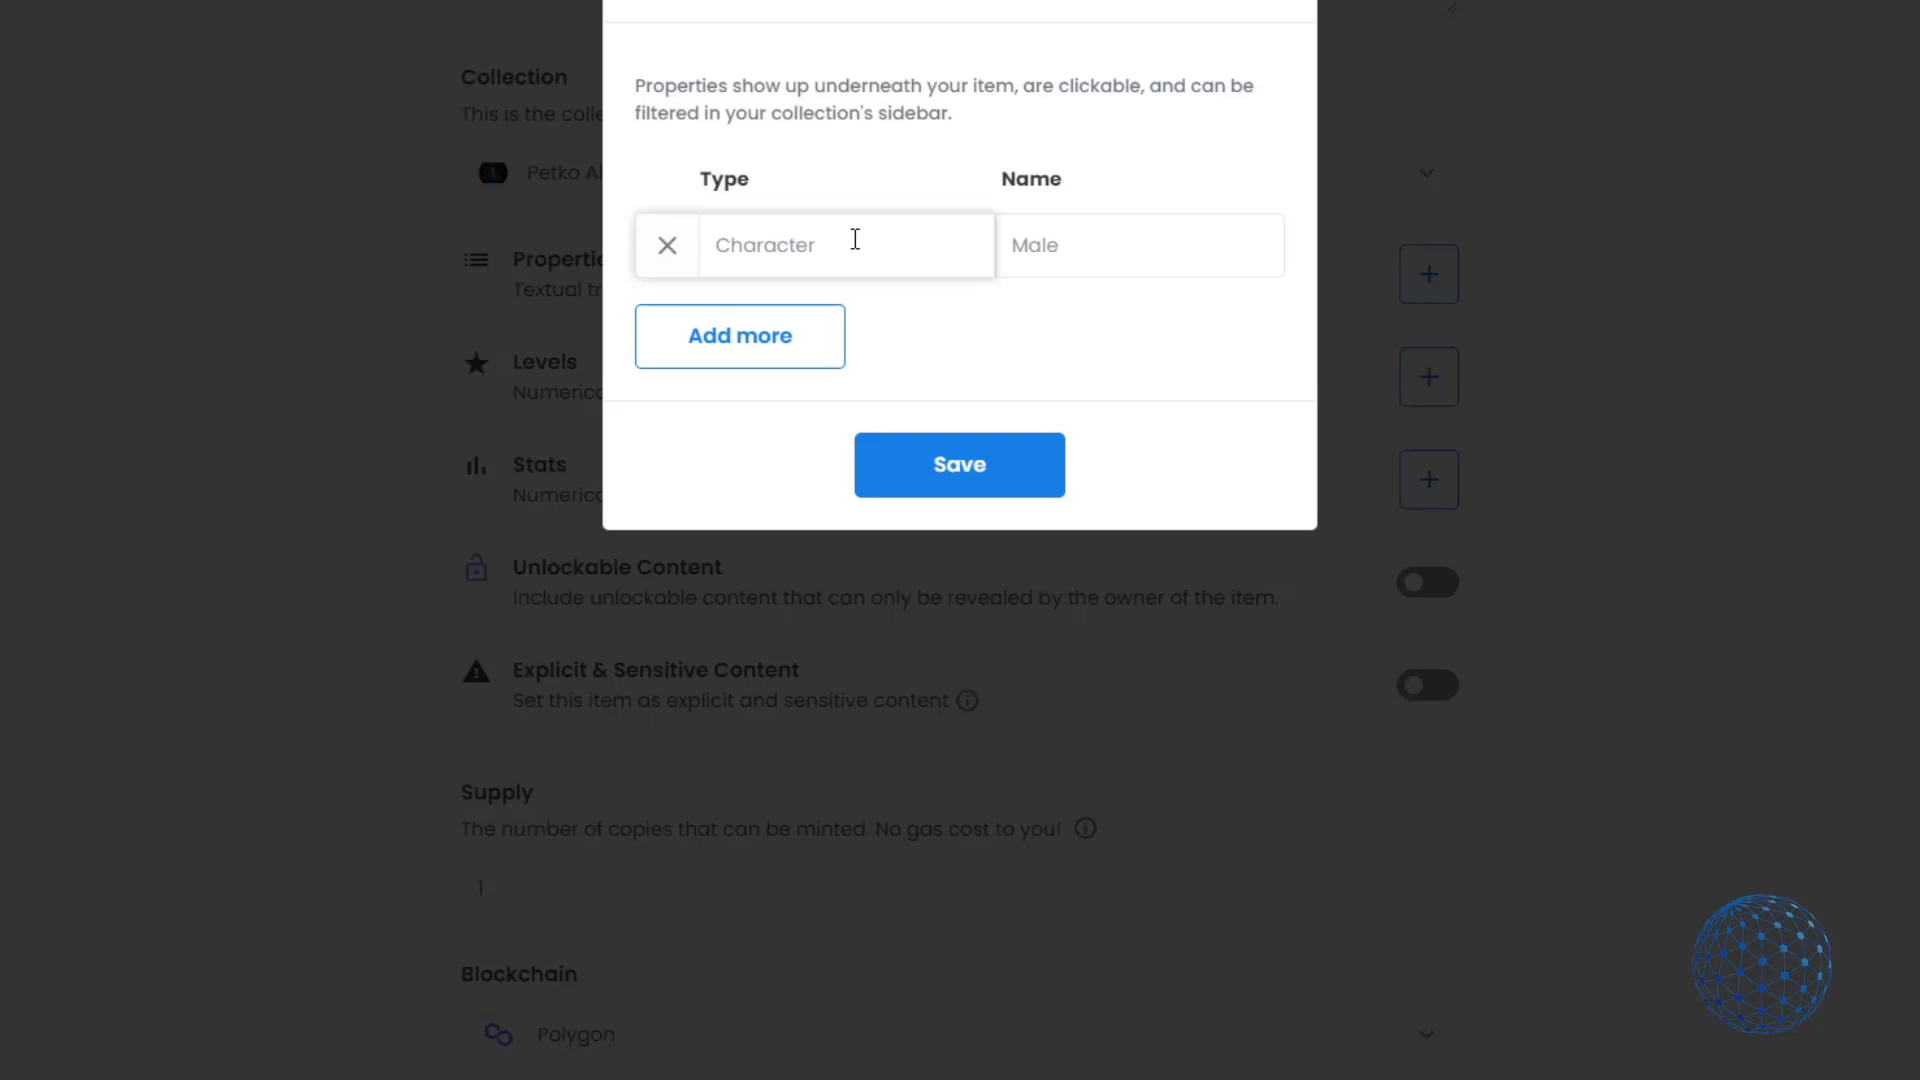 Properties show up underneath your item, are clickable, and can be
filtered in your collection's sidebar.
Type Name
Character Male
Add more
Save
Collection
This is the colle
Petko Al
Propertie
Textual tr
Levels
Numerica
Stats
Numerica
Unlockable Content
Include unlockable content that can only be revealed by the owner of the item.
Explicit & Sensitive Content
Set this item as explicit and sensitive content
Supply
The number of copies that can be minted. No gas cost to you!
1
Blockchain
Polygon